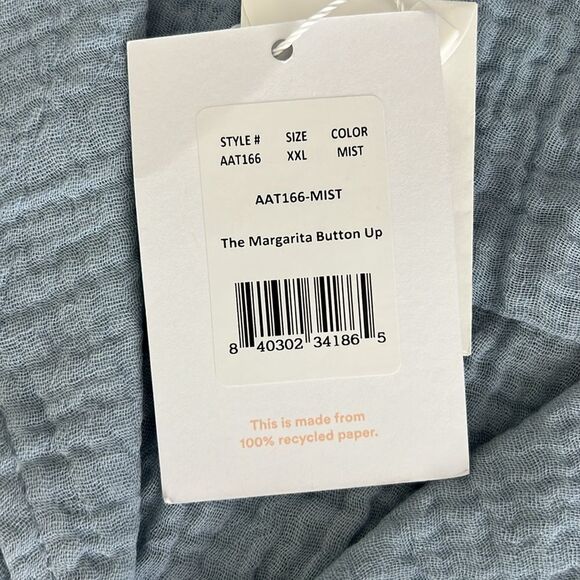 STYLE # SIZE COLOR
AAT166 XXL MIST
AAT166-MIST
The Margarita Button Up
8 40302 34186 5
This is made from
100% recycled paper.